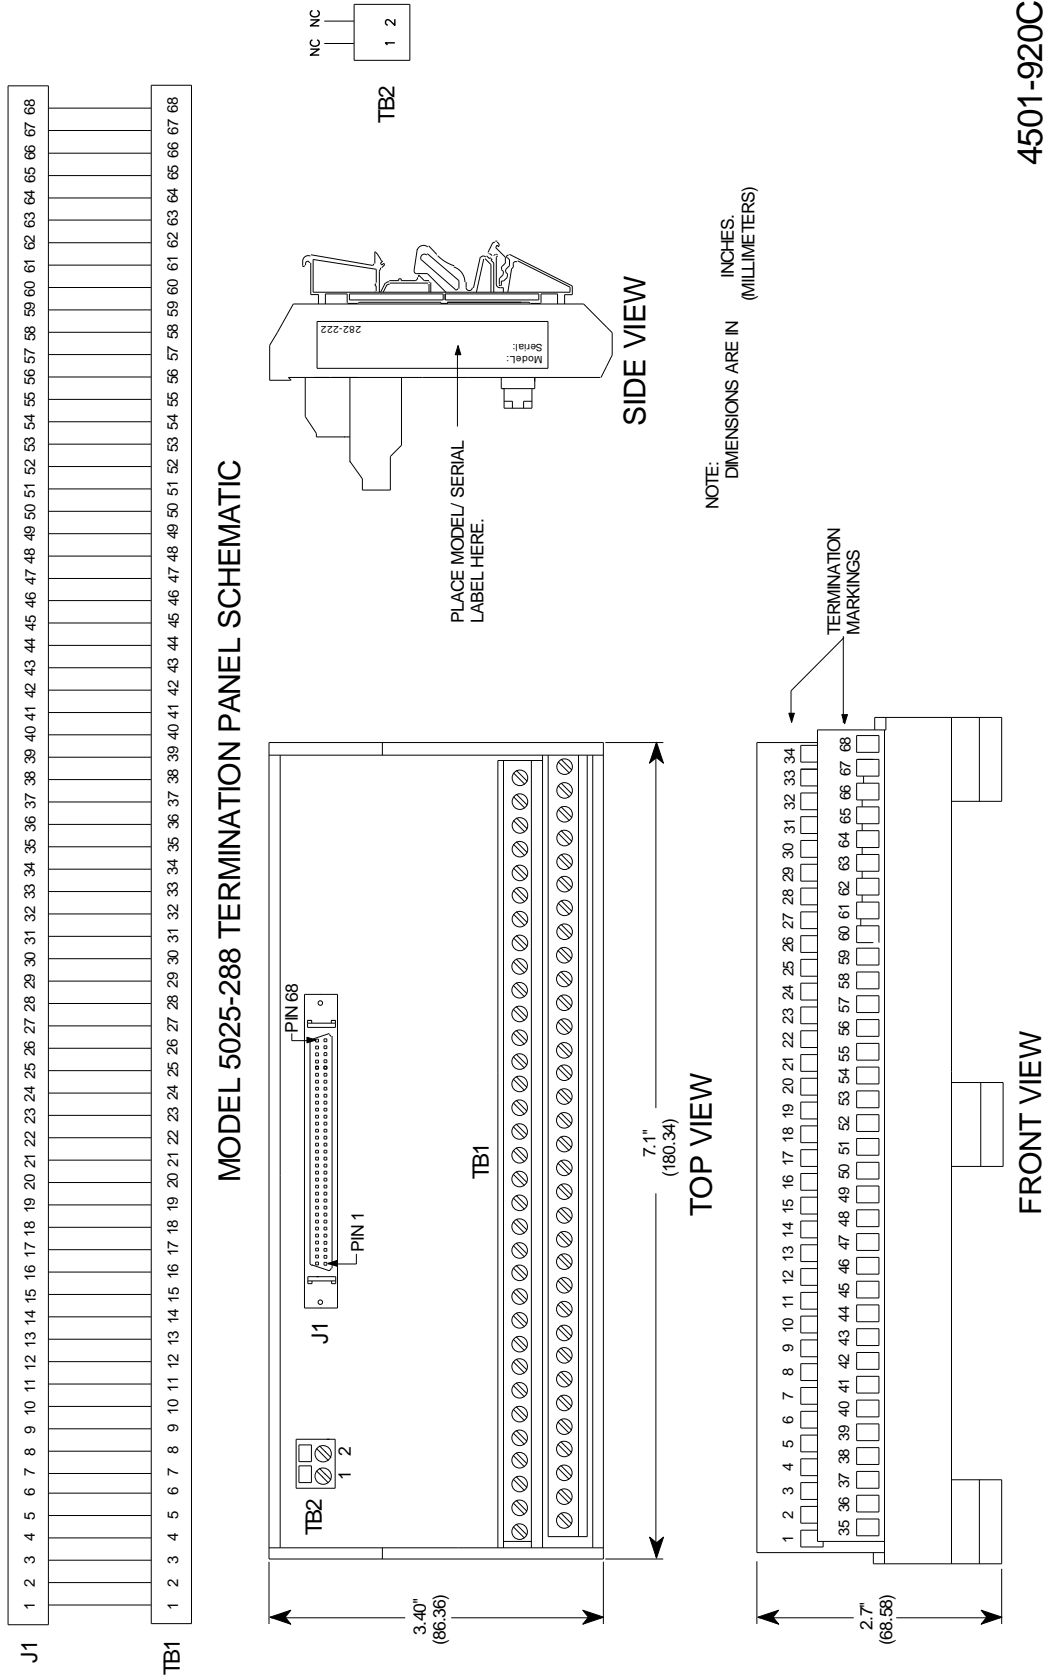 J1
1 2 3 4 5 6 7 8 9 10 11 12 13 14 15 16 17 18 19 20 21 22 23 24 25 26 27 28 29 30 31 32 33 34 35 36 37 38 39 40 41 42 43 44 45 46 47 48 49 50 51 52 53 54 55 56 57 58 59 60 61 62 63 64 65 66 67 68
TB1
1 2 3 4 5 6 7 8 9 10 11 12 13 14 15 16 17 18 19 20 21 22 23 24 25 26 27 28 29 30 31 32 33 34 35 36 37 38 39 40 41 42 43 44 45 46 47 48 49 50 51 52 53 54 55 56 57 58 59 60 61 62 63 64 65 66 67 68
MODEL 5025-288 TERMINATION PANEL SCHEMATIC
NC NC
1 2
TB2
TB2
1 2
J1
PIN 1
PIN 68
TB1
3.40"
(86.36)
7.1"
(180.34)
TOP VIEW
282-222
Serial:
Model.:
PLACE MODEL/ SERIAL
LABEL HERE.
SIDE VIEW
NOTE:
DIMENSIONS ARE IN INCHES.
(MILLIMETERS)
TERMINATION
MARKINGS
1 2 3 4 5 6 7 8 9 10 11 12 13 14 15 16 17 18 19 20 21 22 23 24 25 26 27 28 29 30 31 32 33 34
35 36 37 38 39 40 41 42 43 44 45 46 47 48 49 50 51 52 53 54 55 56 57 58 59 60 61 62 63 64 65 66 67 68
2.7"
(68.58)
FRONT VIEW
4501-920C